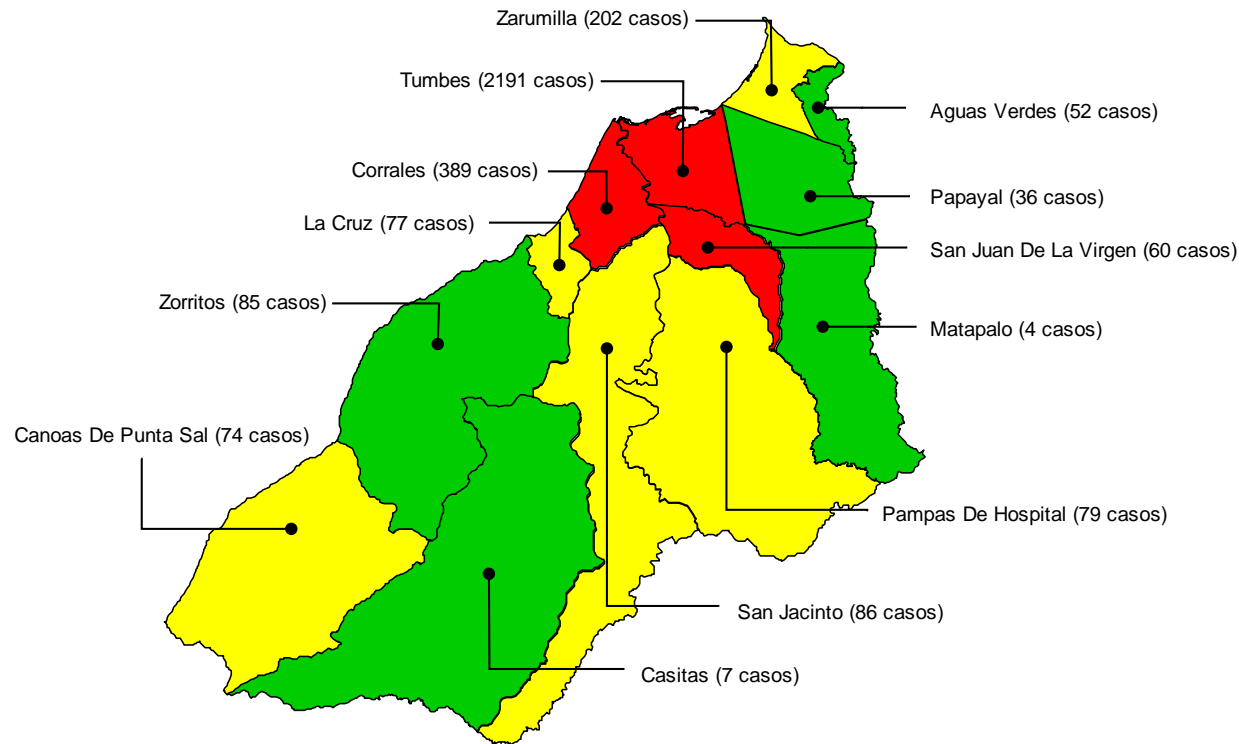 Zarumilla (202 casos)
Tumbes (2191 casos)
Aguas Verdes (52 casos)
Corrales (389 casos)
Papayal (36 casos)
La Cruz (77 casos)
San Juan De La Virgen (60 casos)
Zorritos (85 casos)
Matapalo (4 casos)
Canoas De Punta Sal (74 casos)
Pampas De Hospital (79 casos)
San Jacinto (86 casos)
Casitas (7 casos)